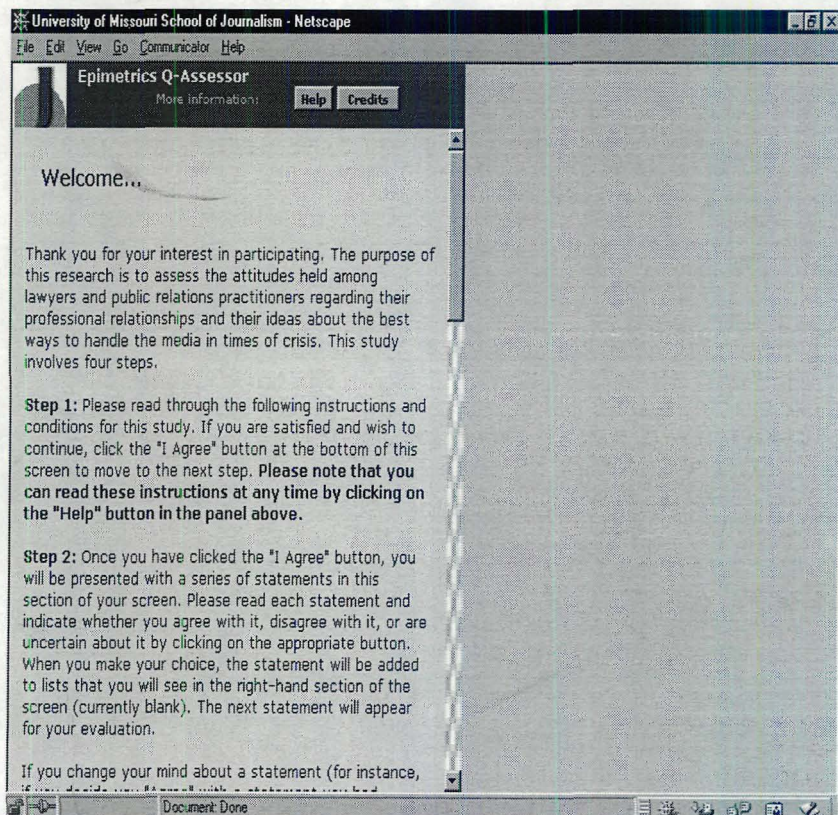 University of Missouri School of Journalism - Netscape
File Edit View Go Communicator Help
Epimetrics Q-Assessor
More information: Help Credits
Welcome...
Thank you for your interest in participating. The purpose of
this research is to assess the attitudes held among
lawyers and public relations practitioners regarding their
professional relationships and their ideas about the best
ways to handle the media in times of crisis. This study
involves four steps.
Step 1: Please read through the following instructions and
conditions for this study. If you are satisfied and wish to
continue, click the "I Agree" button at the bottom of this
screen to move to the next step. Please note that you
can read these instructions at any time by clicking on
the "Help" button in the panel above.
Step 2: Once you have clicked the "I Agree" button, you
will be presented with a series of statements in this
section of your screen. Please read each statement and
indicate whether you agree with it, disagree with it, or are
uncertain about it by clicking on the appropriate button.
When you make your choice, the statement will be added
to lists that you will see in the right-hand section of the
screen (currently blank). The next statement will appear
for your evaluation.
If you change your mind about a statement (for instance,
if you decide you "Agree" with a statement you had
Document: Done